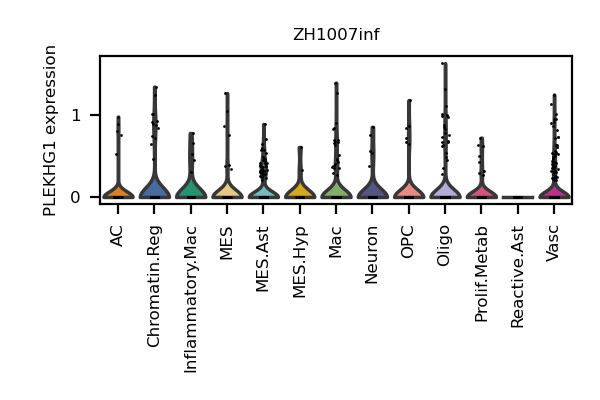 ZH1007inf
PLEKHG1 expression
1
0
AC
Chromatin.Reg
Inflammatory.Mac
MES
MES.Ast
MES.Hyp
Mac
Neuron
OPC
Oligo
Prolif.Metab
Reactive.Ast
Vasc